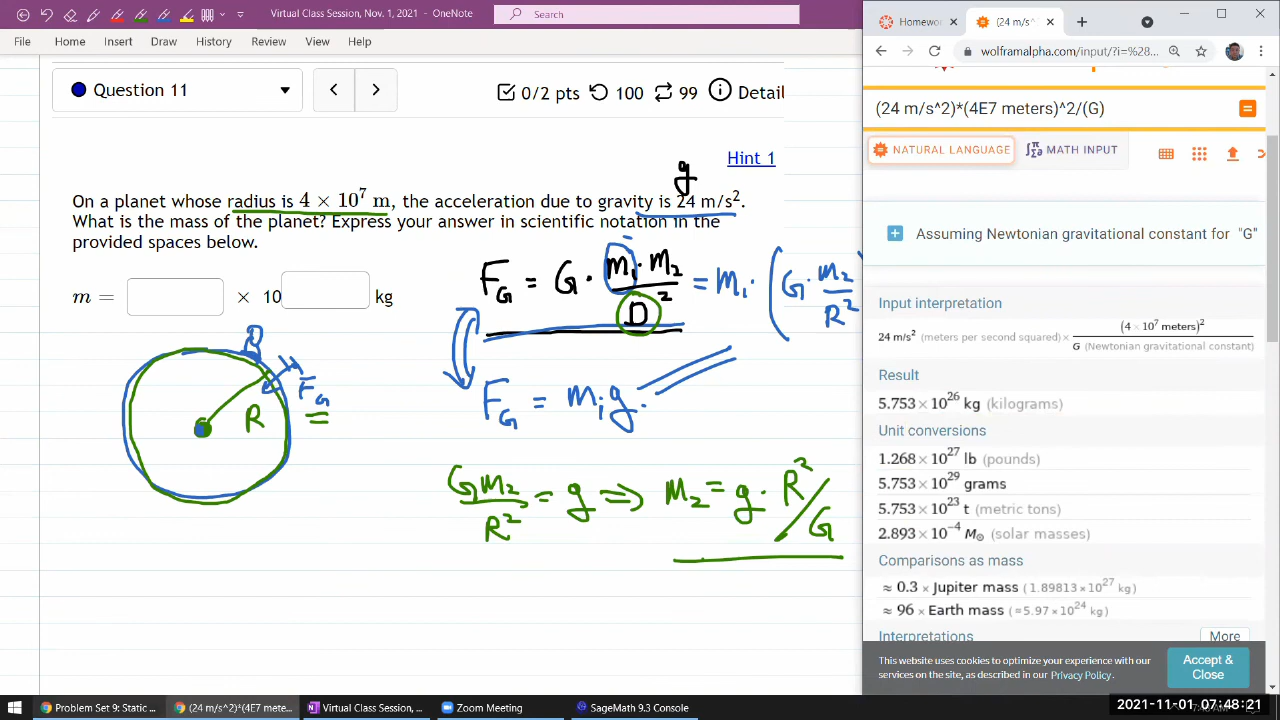 Virtual Class Session, Nov. 1, 2021 - OneNote
Search
File Home Insert Draw History Review View Help
Question 11
0/2 pts 100 99 Detail
Hint 1
g
On a planet whose radius is 4 × 10⁷ m, the acceleration due to gravity is 24 m/s².
What is the mass of the planet? Express your answer in scientific notation in the
provided spaces below.
m = × 10 kg
F_G = G · m₁ · m₂ / D² = m₁ · (G · m₂ / R²
F_G
R =
F_G = m₁g.
G m₂ / R² = g ⇒ m₂ = g · R² / G
Homew
(24 m/s^
wolframalpha.com/input/?i=%28...
(24 m/s^2)*(4E7 meters)^2/(G)
NATURAL LANGUAGE
MATH INPUT
Assuming Newtonian gravitational constant for "G"
Input interpretation
24 m/s² (meters per second squared) × (4×10⁷ meters)² / G (Newtonian gravitational constant)
Result
5.753×10²⁶ kg (kilograms)
Unit conversions
1.268×10²⁷ lb (pounds)
5.753×10²⁹ grams
5.753×10²³ t (metric tons)
2.893×10⁻⁴ M☉ (solar masses)
Comparisons as mass
≈ 0.3 × Jupiter mass (1.89813×10²⁷ kg)
≈ 96 × Earth mass (≈5.97×10²⁴ kg)
Interpretations
More
This website uses cookies to optimize your experience with our
services on the site, as described in our Privacy Policy.
Accept &
Close
Problem Set 9: Static ...
(24 m/s^2)*(4E7 mete...
Virtual Class Session, ...
Zoom Meeting
SageMath 9.3 Console
2021-11-01 07:48:21